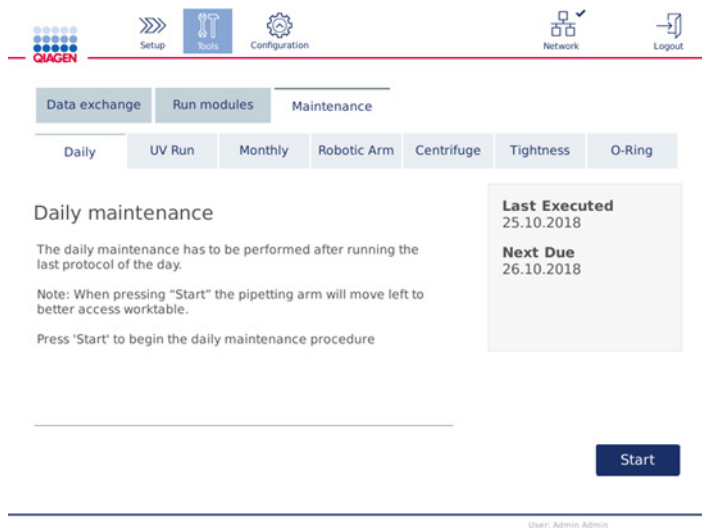 QIAGEN
Setup
Tools
Configuration
Network
Logout
Data exchange
Run modules
Maintenance
Daily
UV Run
Monthly
Robotic Arm
Centrifuge
Tightness
O-Ring
Daily maintenance
The daily maintenance has to be performed after running the
last protocol of the day.
Note: When pressing “Start” the pipetting arm will move left to
better access worktable.
Press 'Start' to begin the daily maintenance procedure
Last Executed
25.10.2018
Next Due
26.10.2018
Start
User: Admin Admin